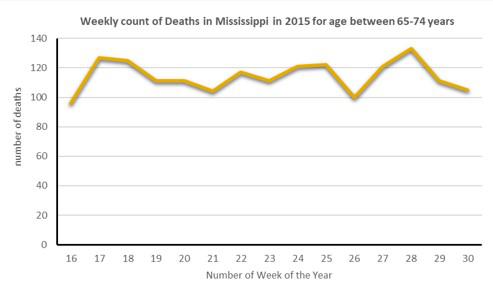 Weekly count of Deaths in Mississippi in 2015 for age between 65-74 years
140
120
100
80
60
40
20
0
number of deaths
16 17 18 19 20 21 22 23 24 25 26 27 28 29 30
Number of Week of the Year